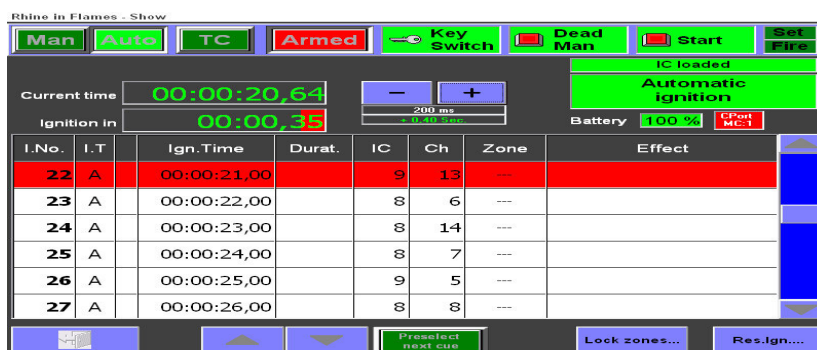 Rhine in Flames - Show
Man Auto TC Armed Key Switch Dead Man Start Set Fire
IC loaded
Current time 00:00:20,64 - + Automatic ignition
200 ms
Ignition in 00:00,35 + 0,40 Sec. Battery 100 % CPort MC:1
I.No. I.T Ign.Time Durat. IC Ch Zone Effect
22 A 00:00:21,00 9 13 ---
23 A 00:00:22,00 8 6 ---
24 A 00:00:23,00 8 14 ---
25 A 00:00:24,00 8 7 ---
26 A 00:00:25,00 9 5 ---
27 A 00:00:26,00 8 8 ---
Preselect next cue Lock zones... Res.Ign....